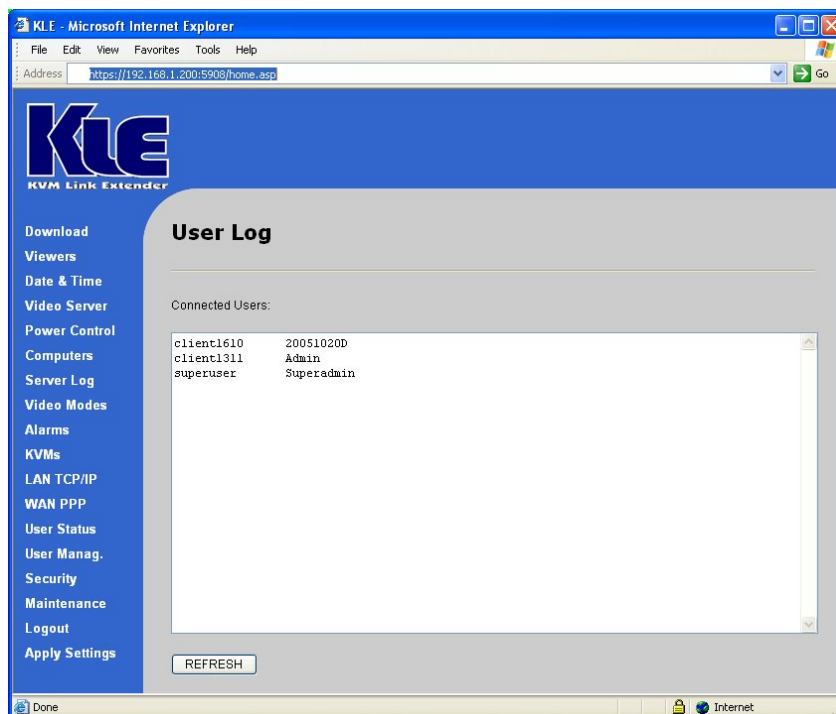 KLE - Microsoft Internet Explorer
File Edit View Favorites Tools Help
Address https://192.168.1.200:5908/home.asp Go
KLE
KVM Link Extender
Download
Viewers
Date & Time
Video Server
Power Control
Computers
Server Log
Video Modes
Alarms
KVMs
LAN TCP/IP
WAN PPP
User Status
User Manag.
Security
Maintenance
Logout
Apply Settings
User Log
Connected Users:
client1610 20051020D
client1311 Admin
superuser Superadmin
REFRESH
Done Internet